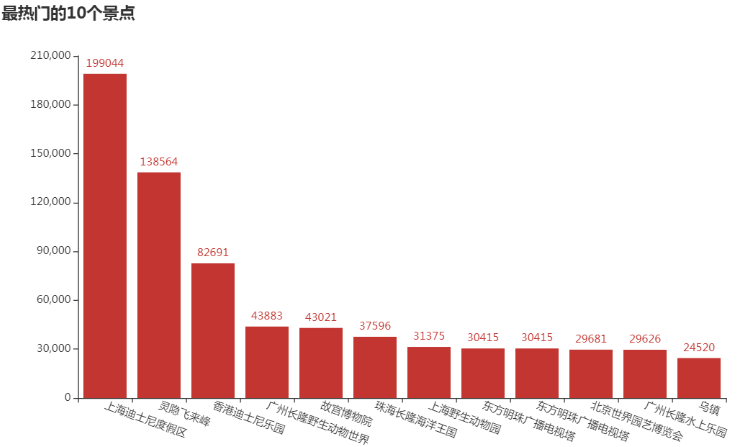 最热门的10个景点
210,000
180,000
150,000
120,000
90,000
60,000
30,000
0
199044
138564
82691
43883
43021
37596
31375
30415
30415
29681
29626
24520
上海迪士尼度假区
灵隐飞来峰
香港迪士尼乐园
广州长隆野生动物世界
故宫博物院
珠海长隆海洋王国
上海野生动物园
东方明珠广播电视塔
东方明珠广播电视塔
北京世界园艺博览会
广州长隆水上乐园
乌镇